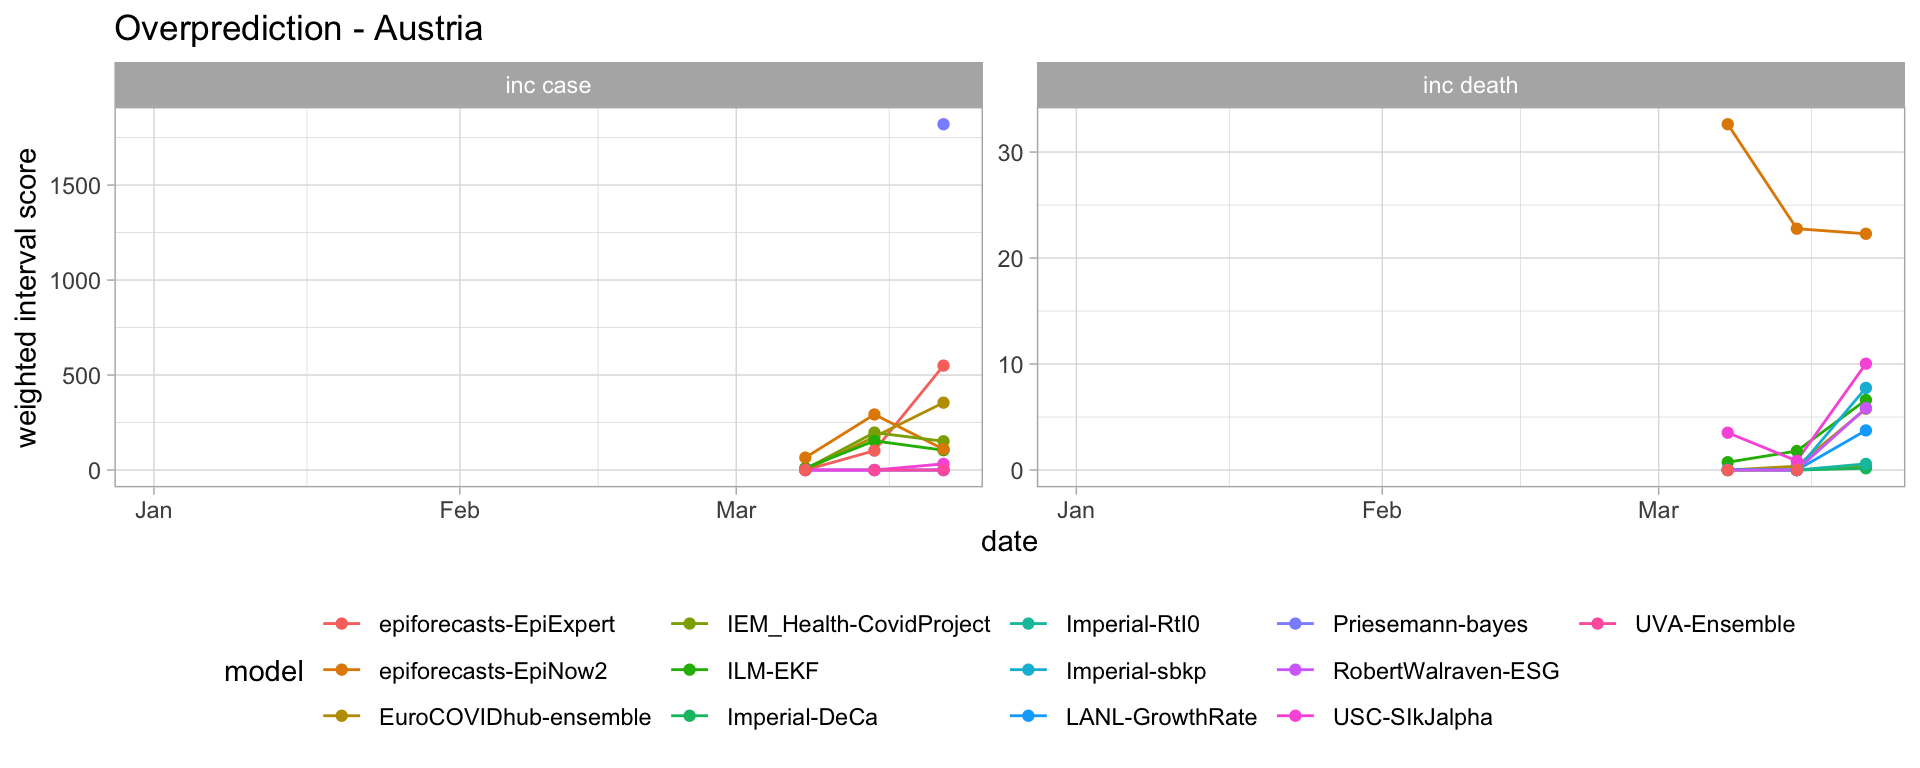 Overprediction - Austria
inc case
inc death
weighted interval score
1500
1000
500
0
30
20
10
0
Jan
Feb
Mar
Jan
Feb
Mar
date
model
epiforecasts-EpiExpert
IEM_Health-CovidProject
Imperial-RtI0
Priesemann-bayes
UVA-Ensemble
epiforecasts-EpiNow2
ILM-EKF
Imperial-sbkp
RobertWalraven-ESG
EuroCOVIDhub-ensemble
Imperial-DeCa
LANL-GrowthRate
USC-SIkJalpha